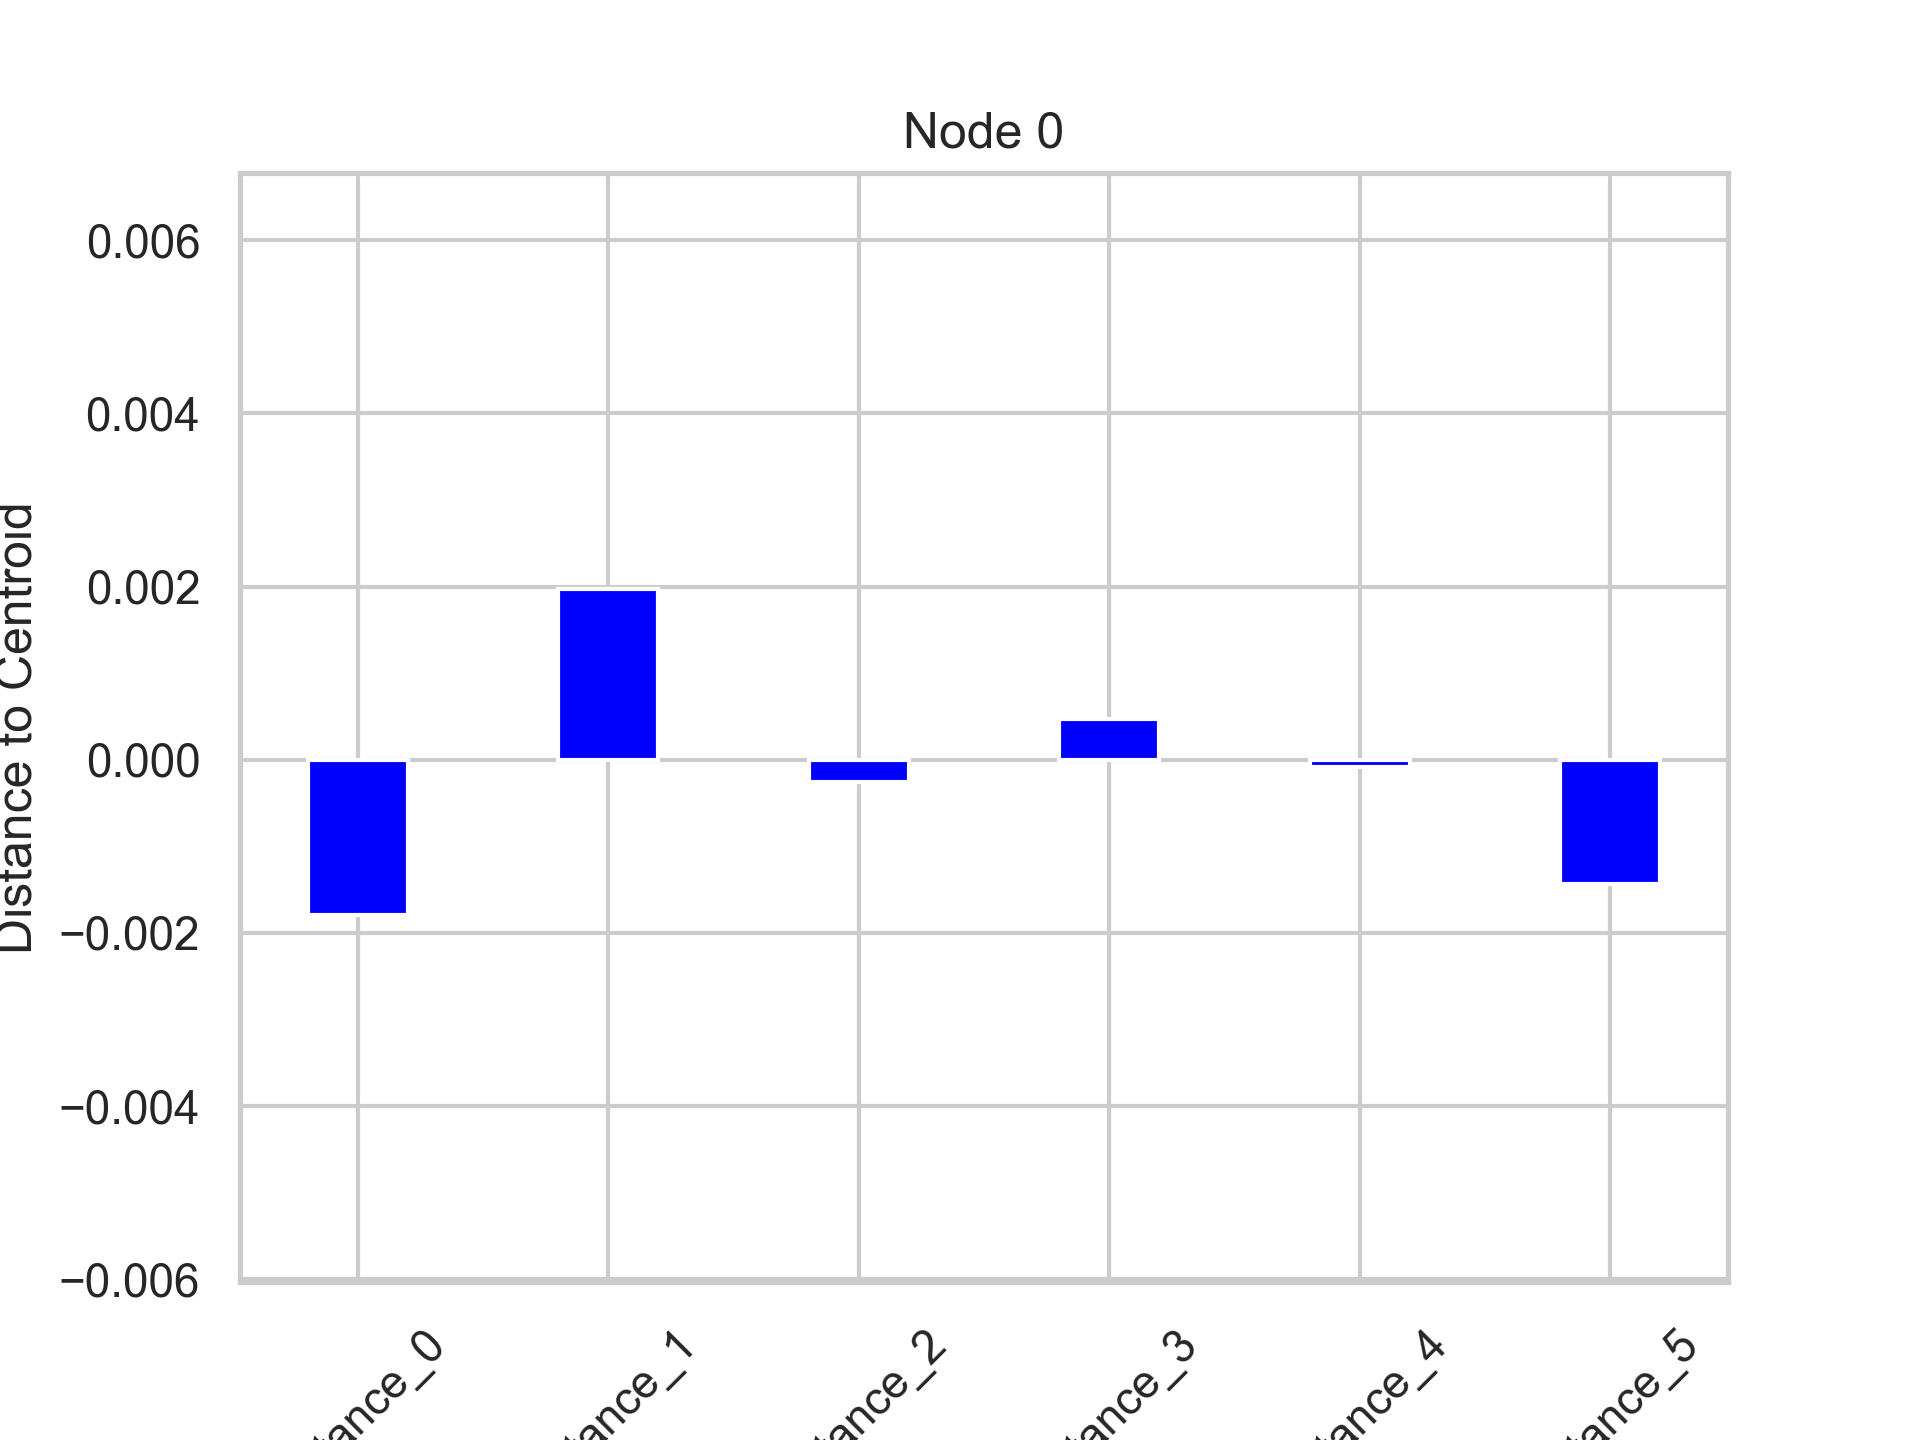 Node 0
0.006
0.004
0.002
0.000
−0.002
−0.004
−0.006
Distance to Centroid
tance_0
tance_1
tance_2
tance_3
tance_4
tance_5